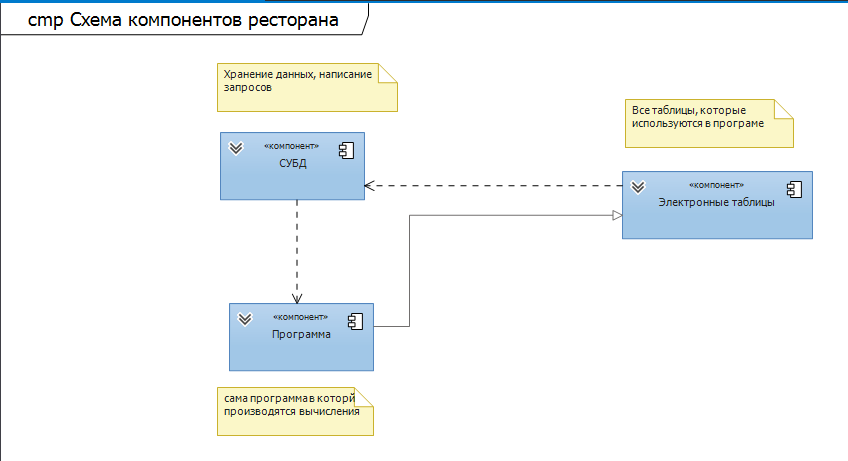 cmp Схема компонентов ресторана
Хранение данных, написание
запросов
Все таблицы, которые
используются в програме
«компонент»
СУБД
«компонент»
Электронные таблицы
«компонент»
Программа
сама программа в которй
производятся вычисления